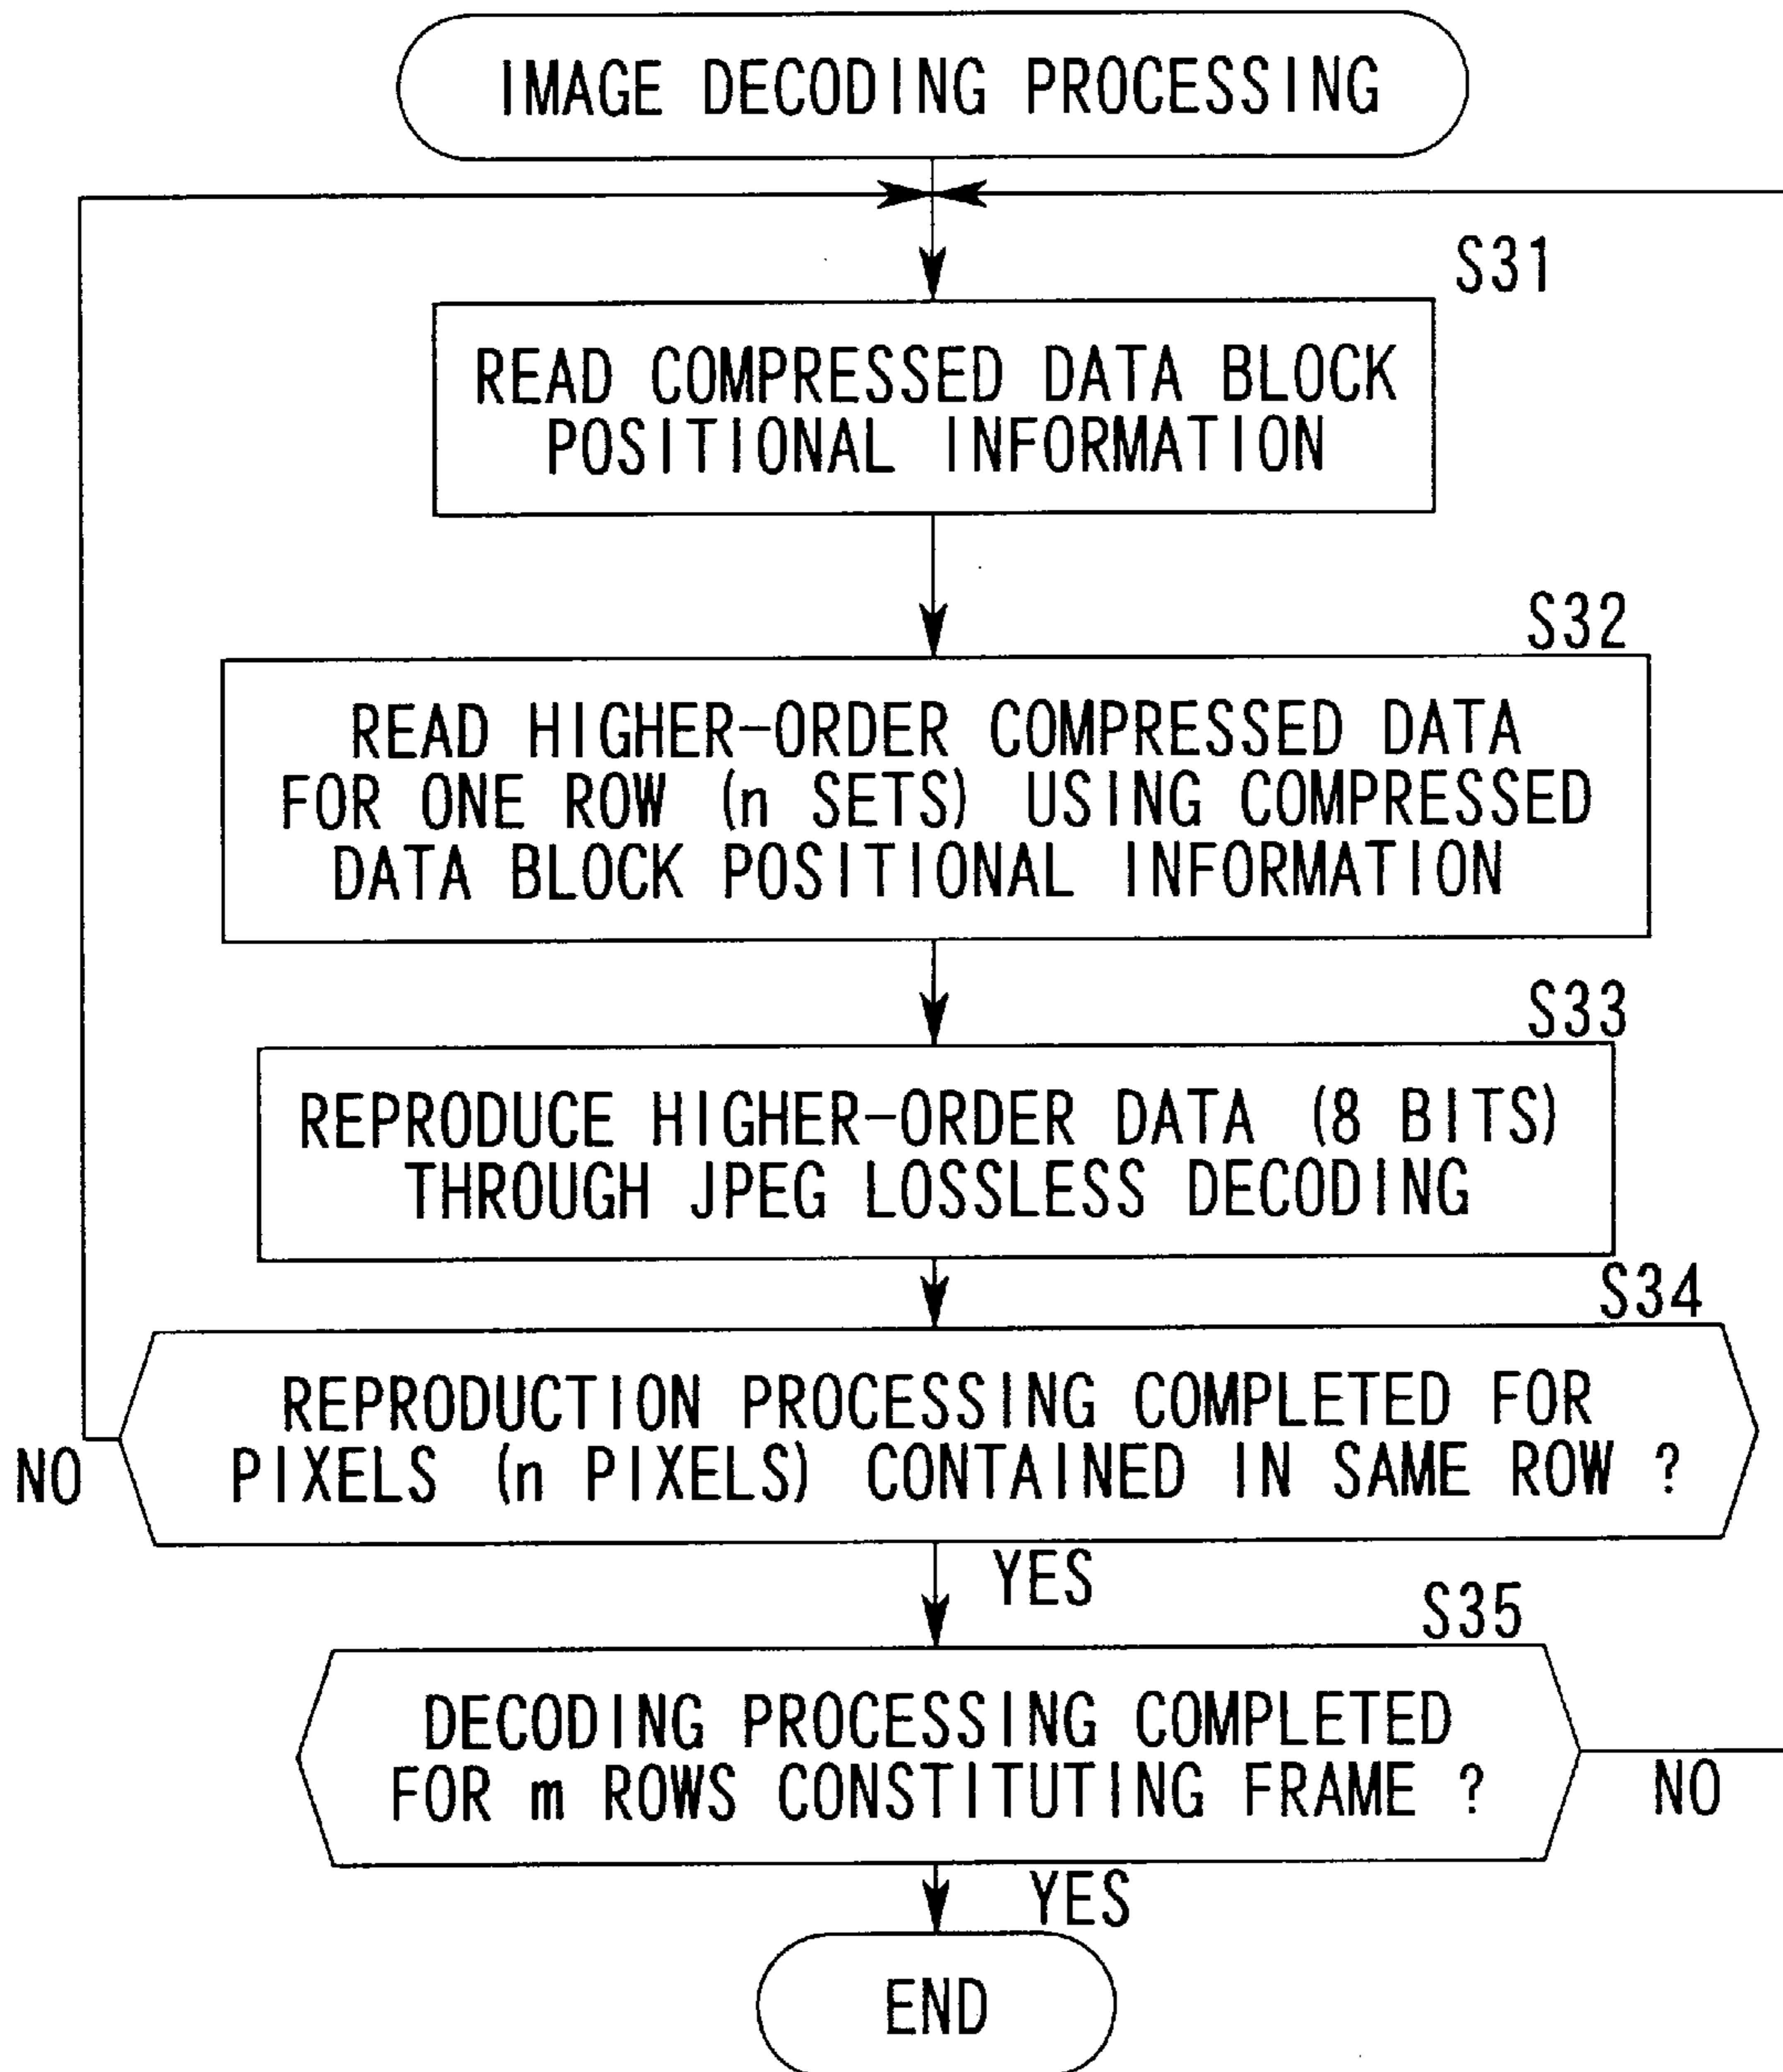 IMAGE DECODING PROCESSING
S31
READ COMPRESSED DATA BLOCK
POSITIONAL INFORMATION
S32
READ HIGHER-ORDER COMPRESSED DATA
FOR ONE ROW (n SETS) USING COMPRESSED
DATA BLOCK POSITIONAL INFORMATION
S33
REPRODUCE HIGHER-ORDER DATA (8 BITS)
THROUGH JPEG LOSSLESS DECODING
S34
REPRODUCTION PROCESSING COMPLETED FOR
PIXELS (n PIXELS) CONTAINED IN SAME ROW ?
NO
YES
S35
DECODING PROCESSING COMPLETED
FOR m ROWS CONSTITUTING FRAME ?
NO
YES
END